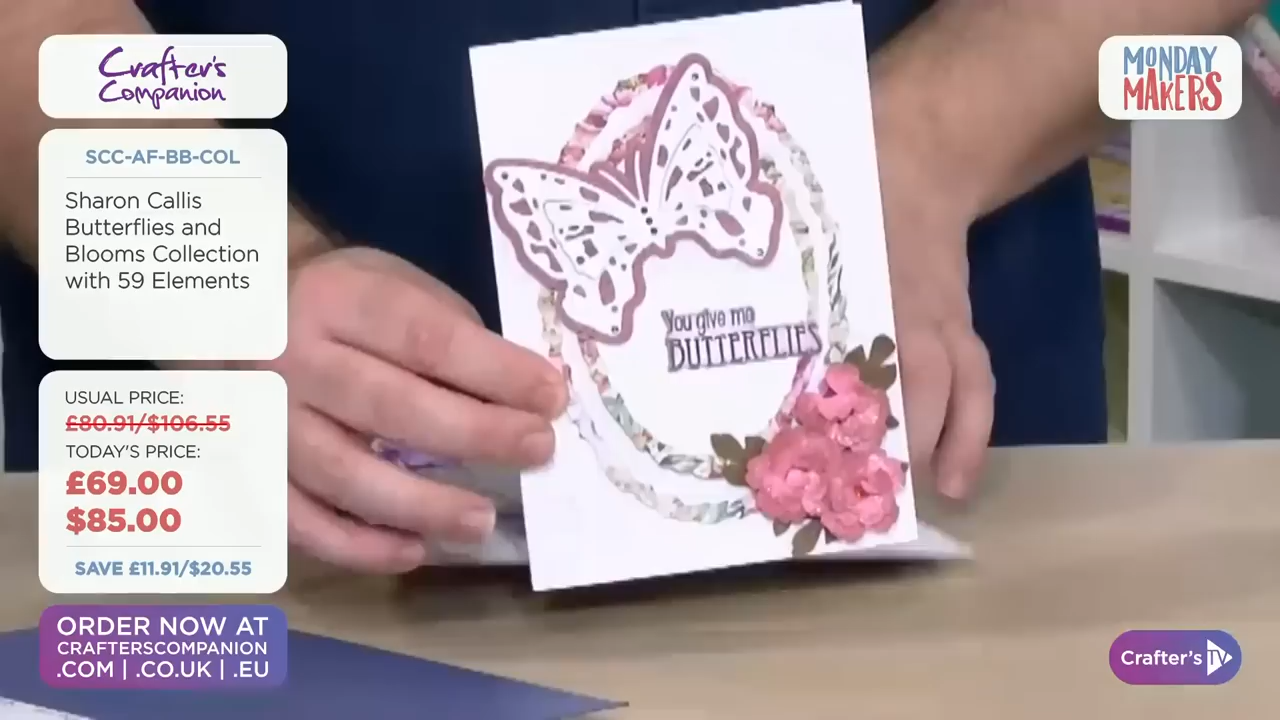 Crafter's
Companion
SCC-AF-BB-COL
Sharon Callis
Butterflies and
Blooms Collection
with 59 Elements
USUAL PRICE:
£80.91/$106.55
TODAY'S PRICE:
£69.00
$85.00
SAVE £11.91/$20.55
ORDER NOW AT
CRAFTERSCOMPANION
.COM | .CO.UK | .EU
You give me
BUTTERFLIES
MONDAY
MAKERS
Crafter's TV